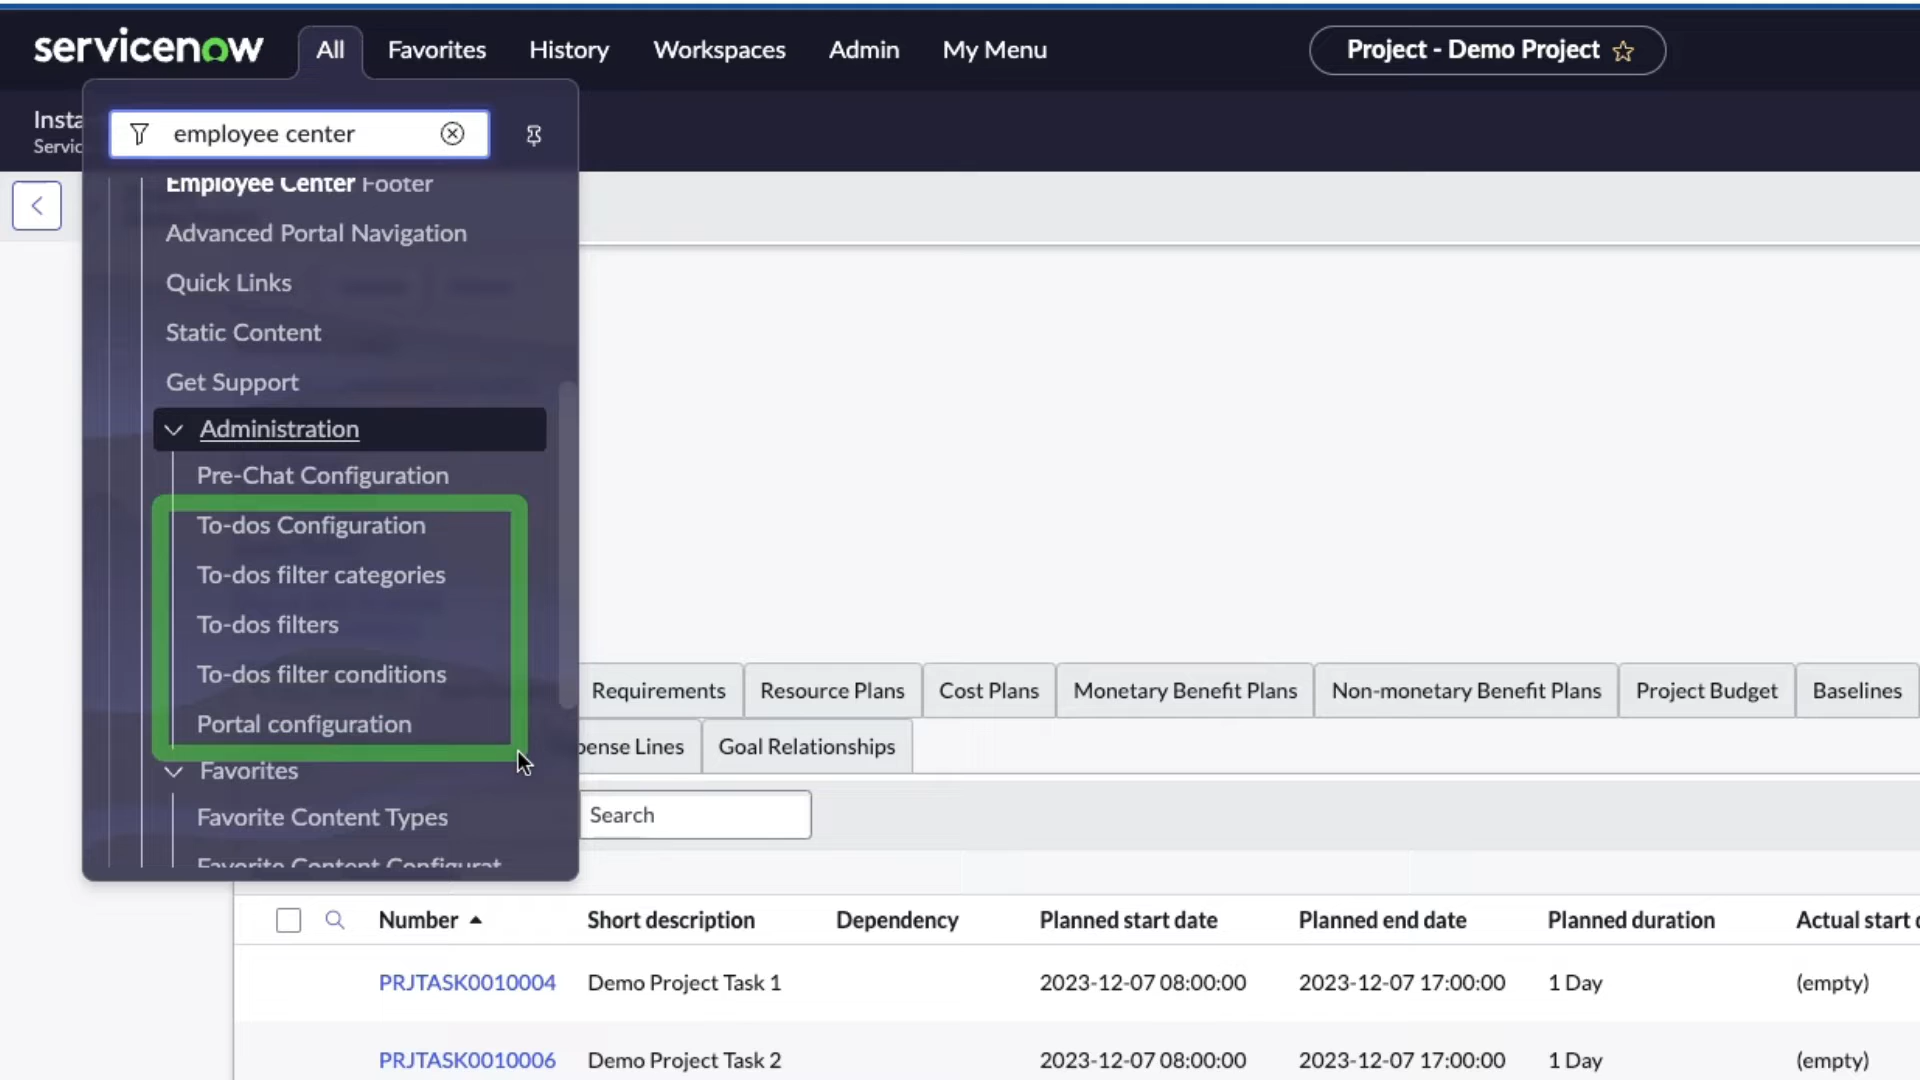 servicenow All Favorites History Workspaces Admin My Menu Project - Demo Project
Insta
Servic
employee center
Employee Center Footer
Advanced Portal Navigation
Quick Links
Static Content
Get Support
Administration
Pre-Chat Configuration
To-dos Configuration
To-dos filter categories
To-dos filters
To-dos filter conditions
Portal configuration
Favorites
Favorite Content Types
Favorite Content Configurat
Requirements Resource Plans Cost Plans Monetary Benefit Plans Non-monetary Benefit Plans Project Budget Baselines
pense Lines Goal Relationships
Search
Number Short description Dependency Planned start date Planned end date Planned duration Actual start
PRJTASK0010004 Demo Project Task 1 2023-12-07 08:00:00 2023-12-07 17:00:00 1 Day (empty)
PRJTASK0010006 Demo Project Task 2 2023-12-07 08:00:00 2023-12-07 17:00:00 1 Day (empty)